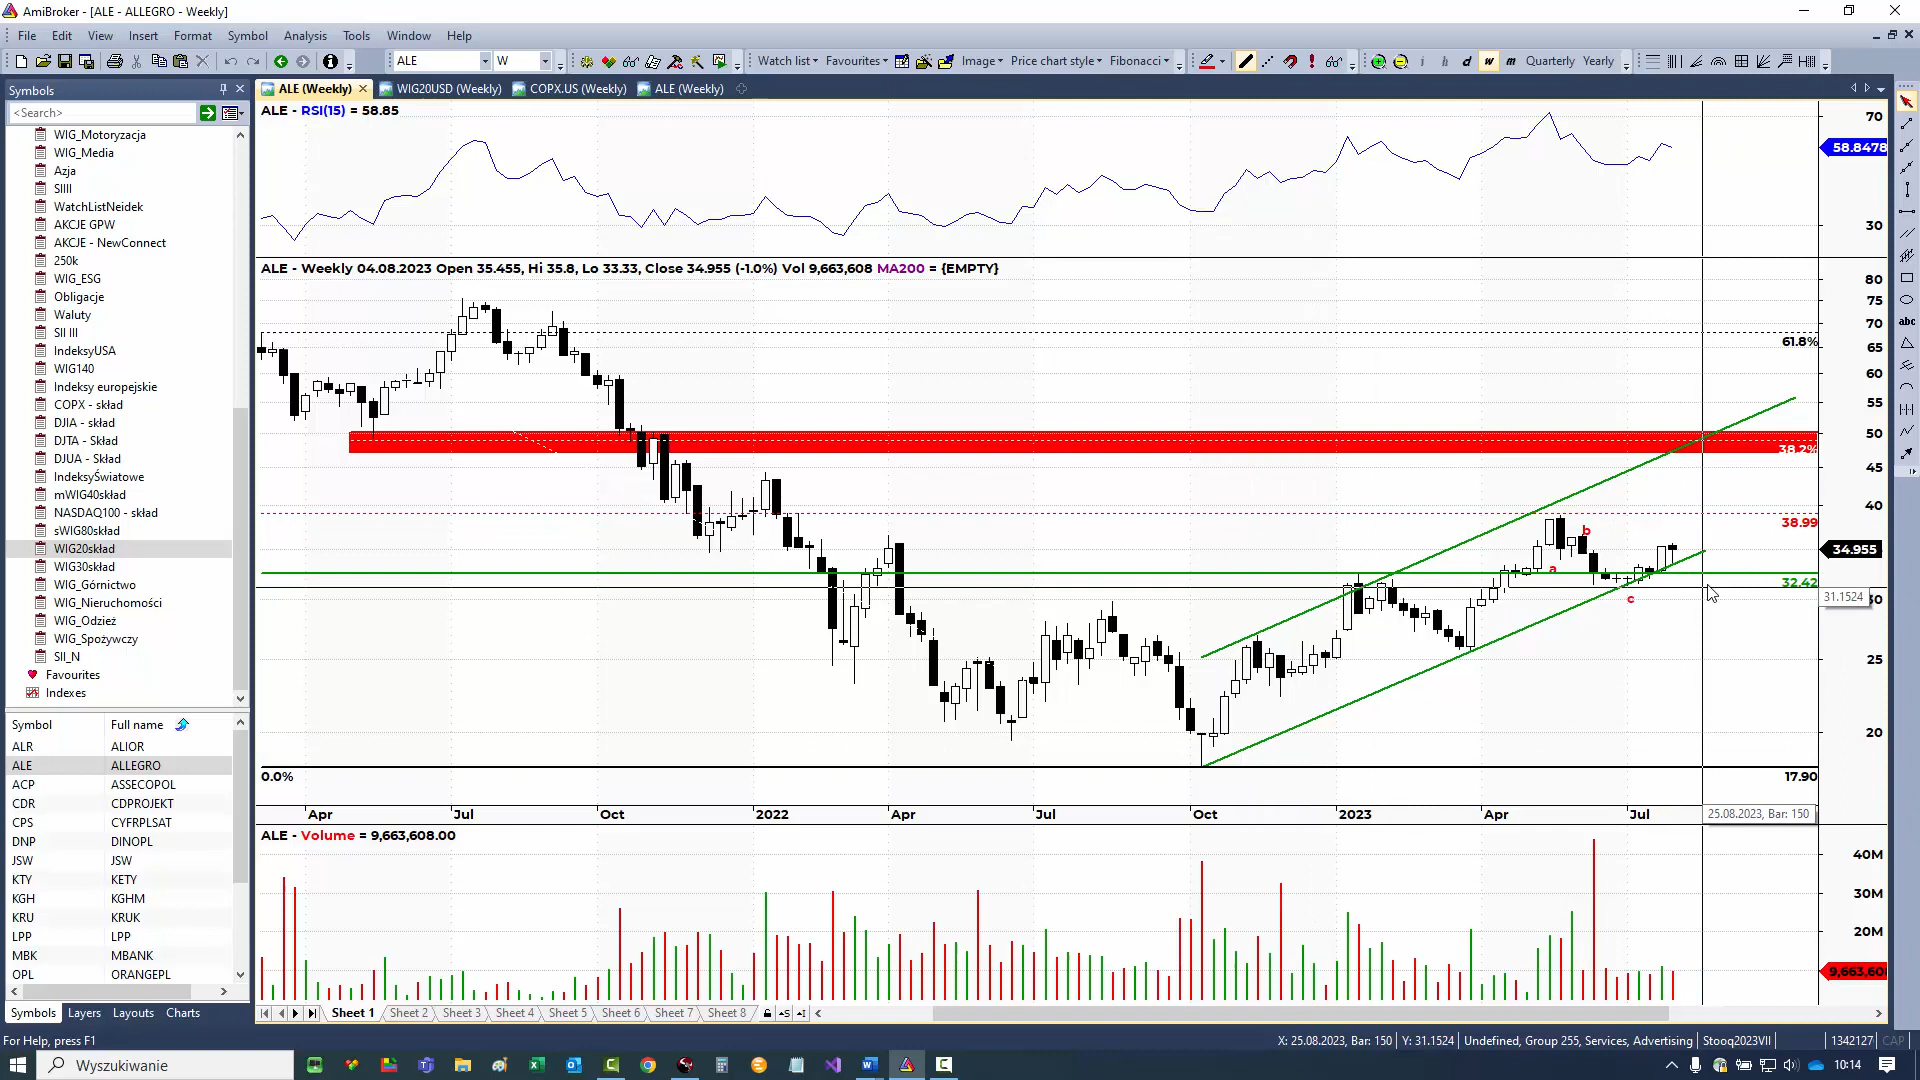 AmiBroker - [ALE - ALLEGRO - Weekly]
File Edit View Insert Format Symbol Analysis Tools Window Help
ALE W Watch list Favourites Image Price chart style Fibonacci i h d w m Quarterly Yearly
Symbols
<Search>
WIG_Motoryzacja
WIG_Media
Azja
SIIII
WatchListNeidek
AKCJE GPW
AKCJE - NewConnect
250k
WIG_ESG
Obligacje
Waluty
SII III
IndeksyUSA
WIG140
Indeksy europejskie
COPX - skład
DJIA - skład
DJTA - Skład
DJUA - Skład
IndeksyŚwiatowe
mWIG40skład
NASDAQ100 - skład
sWIG80skład
WIG20skład
WIG30skład
WIG_Górnictwo
WIG_Nieruchomości
WIG_Odzież
WIG_Spożywczy
SII_N
Favourites
Indexes
Symbol Full name
ALR ALIOR
ALE ALLEGRO
ACP ASSECOPOL
CDR CDPROJEKT
CPS CYFRPLSAT
DNP DINOPL
JSW JSW
KTY KETY
KGH KGHM
KRU KRUK
LPP LPP
MBK MBANK
OPL ORANGEPL
Symbols Layers Layouts Charts
ALE (Weekly) WIG20USD (Weekly) COPX.US (Weekly) ALE (Weekly)
ALE - RSI(15) = 58.85
70
58.8478
30
ALE - Weekly 04.08.2023 Open 35.455, Hi 35.8, Lo 33.33, Close 34.955 (-1.0%) Vol 9,663,608 MA200 = {EMPTY}
80
75
70
61.8%
65
60
55
50
38.2%
45
40
38.99
b
34.955
a
32.42
c
31.1524
30
25
20
0.0%
17.90
Apr Jul Oct 2022 Apr Jul Oct 2023 Apr Jul
25.08.2023, Bar: 150
ALE - Volume = 9,663,608.00
40M
30M
20M
9,663,608
Sheet 1 Sheet 2 Sheet 3 Sheet 4 Sheet 5 Sheet 6 Sheet 7 Sheet 8
abc
For Help, press F1
X: 25.08.2023, Bar: 150 Y: 31.1524 Undefined, Group 255, Services, Advertising Stooq2023VII 1342127 CAP
Wyszukiwanie
10:14